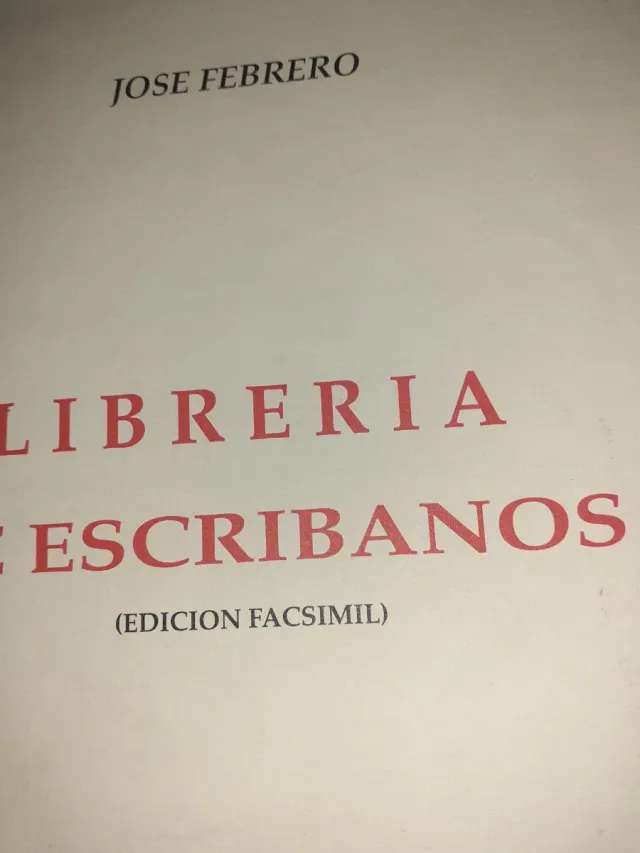 JOSE FEBRERO
LIBRERIA
E ESCRIBANOS
(EDICION FACSIMIL)